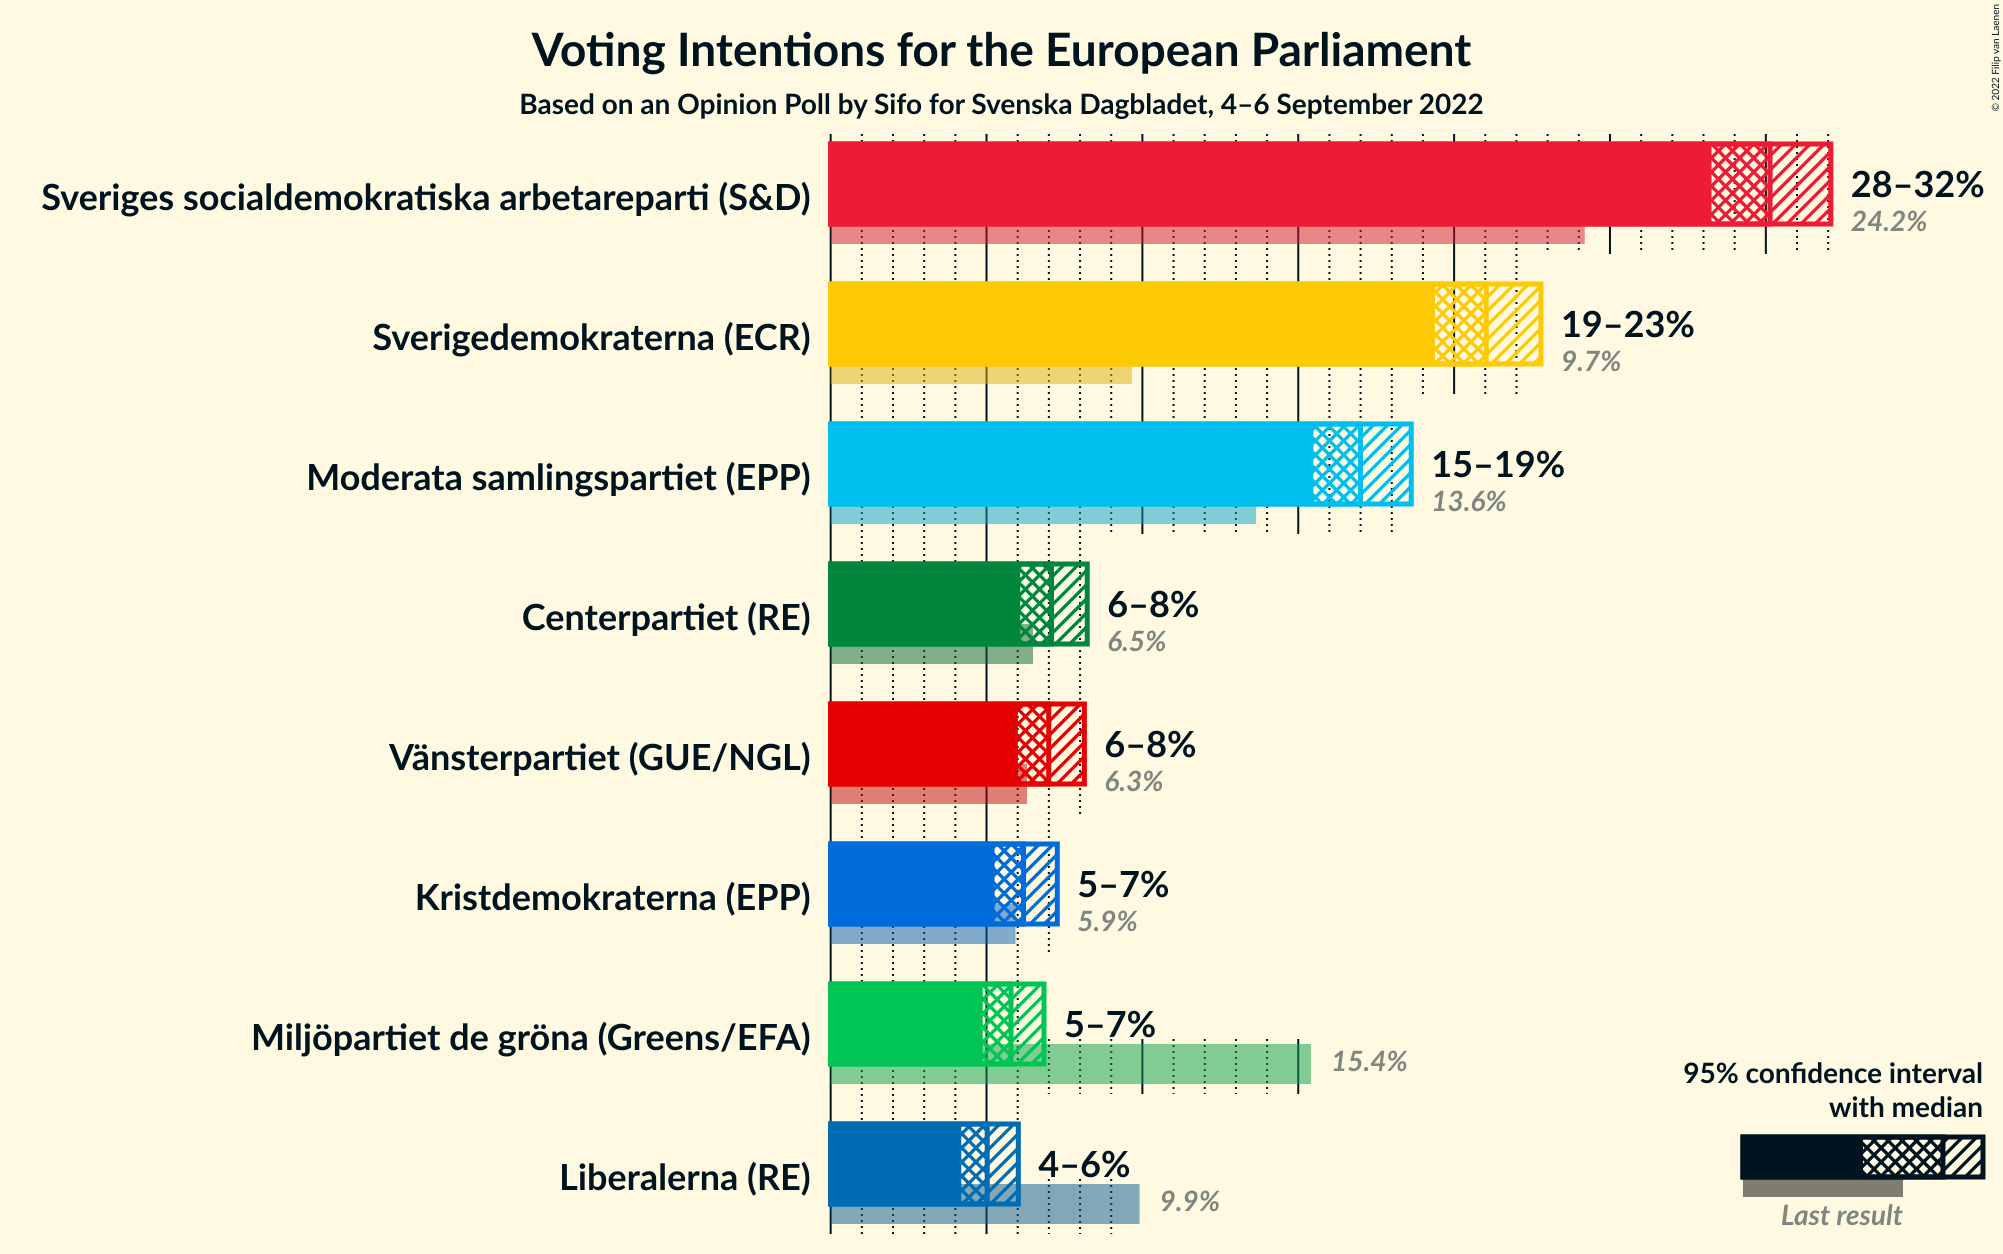 Voting Intentions for the European Parliament
Based on an Opinion Poll by Sifo for Svenska Dagbladet, 4–6 September 2022
© 2022 Filip van Laenen
Sveriges socialdemokratiska arbetareparti (S&D)
28–32%
24.2%
Sverigedemokraterna (ECR)
19–23%
9.7%
Moderata samlingspartiet (EPP)
15–19%
13.6%
Centerpartiet (RE)
6–8%
6.5%
Vänsterpartiet (GUE/NGL)
6–8%
6.3%
Kristdemokraterna (EPP)
5–7%
5.9%
Miljöpartiet de gröna (Greens/EFA)
5–7%
15.4%
Liberalerna (RE)
4–6%
9.9%
95% confidence interval
with median
Last result